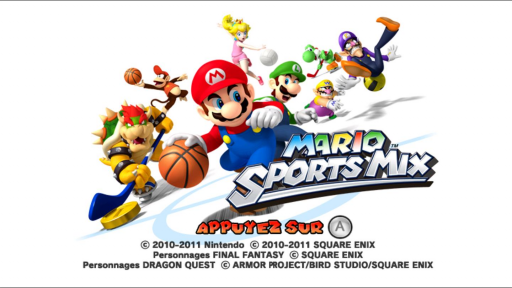 M
L
MARIO
SPORTS MIX™
APPUYEZ SUR A
© 2010-2011 Nintendo © 2010-2011 SQUARE ENIX
Personnages FINAL FANTASY © SQUARE ENIX
Personnages DRAGON QUEST © ARMOR PROJECT/BIRD STUDIO/SQUARE ENIX